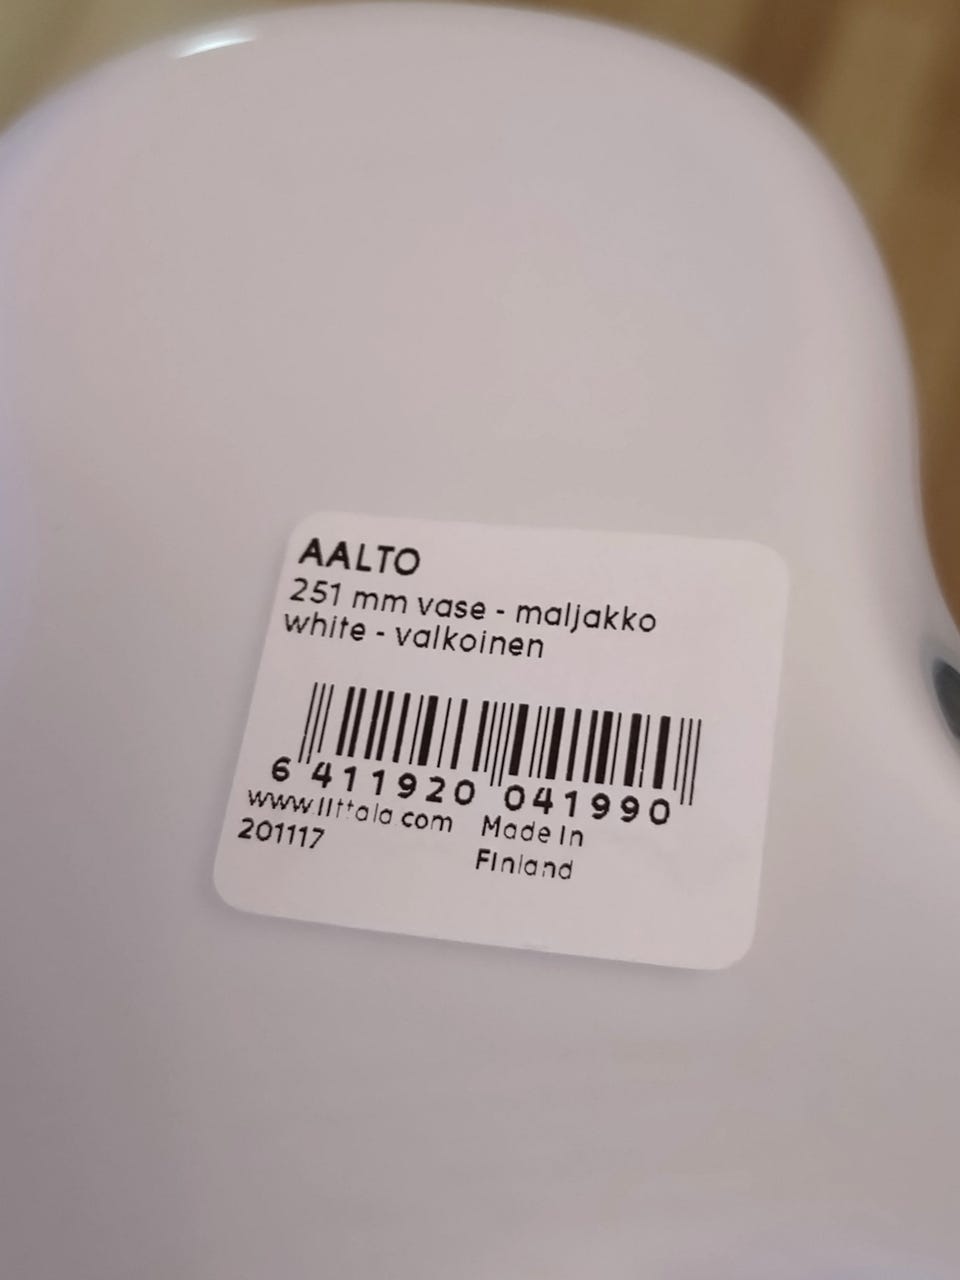 AALTO
251 mm vase - maljakko
white - valkoinen
6 411920 041990
www.iittala.com Made In
201117 Finland